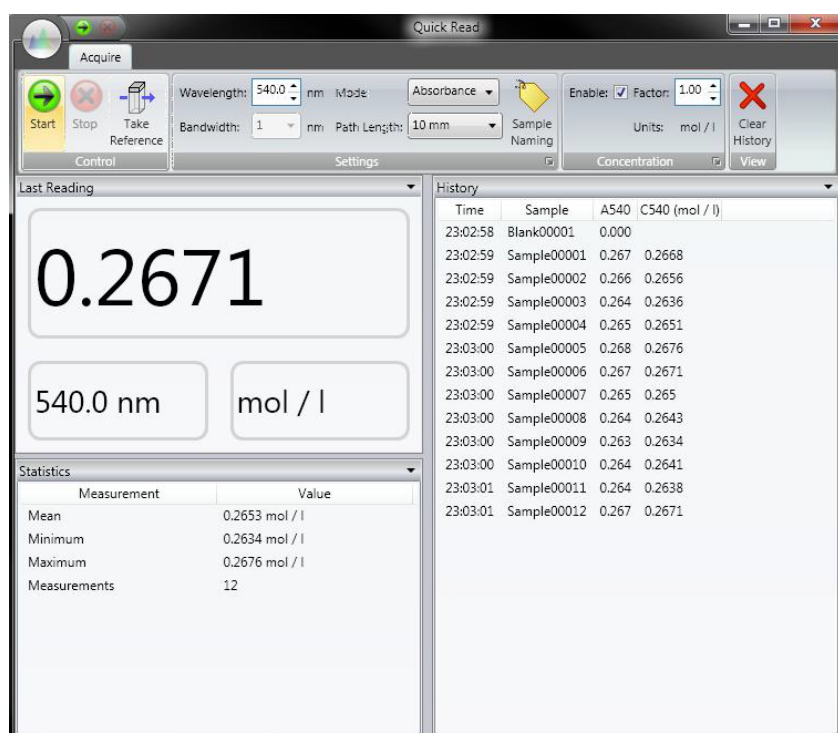 Quick Read
Acquire
Start
Stop
Take Reference
Control
Wavelength: 540.0 nm Mode: Absorbance
Bandwidth: 1 nm Path Length: 10 mm
Sample Naming
Settings
Enable: Factor: 1.00
Units: mol / l
Concentration
Clear History
View
Last Reading
0.2671
540.0 nm
mol / l
Statistics
Measurement Value
Mean 0.2653 mol / l
Minimum 0.2634 mol / l
Maximum 0.2676 mol / l
Measurements 12
History
Time Sample A540 C540 (mol / l)
23:02:58 Blank00001 0.000
23:02:59 Sample00001 0.267 0.2668
23:02:59 Sample00002 0.266 0.2656
23:02:59 Sample00003 0.264 0.2636
23:02:59 Sample00004 0.265 0.2651
23:03:00 Sample00005 0.268 0.2676
23:03:00 Sample00006 0.267 0.2671
23:03:00 Sample00007 0.265 0.265
23:03:00 Sample00008 0.264 0.2643
23:03:00 Sample00009 0.263 0.2634
23:03:00 Sample00010 0.264 0.2641
23:03:01 Sample00011 0.264 0.2638
23:03:01 Sample00012 0.267 0.2671